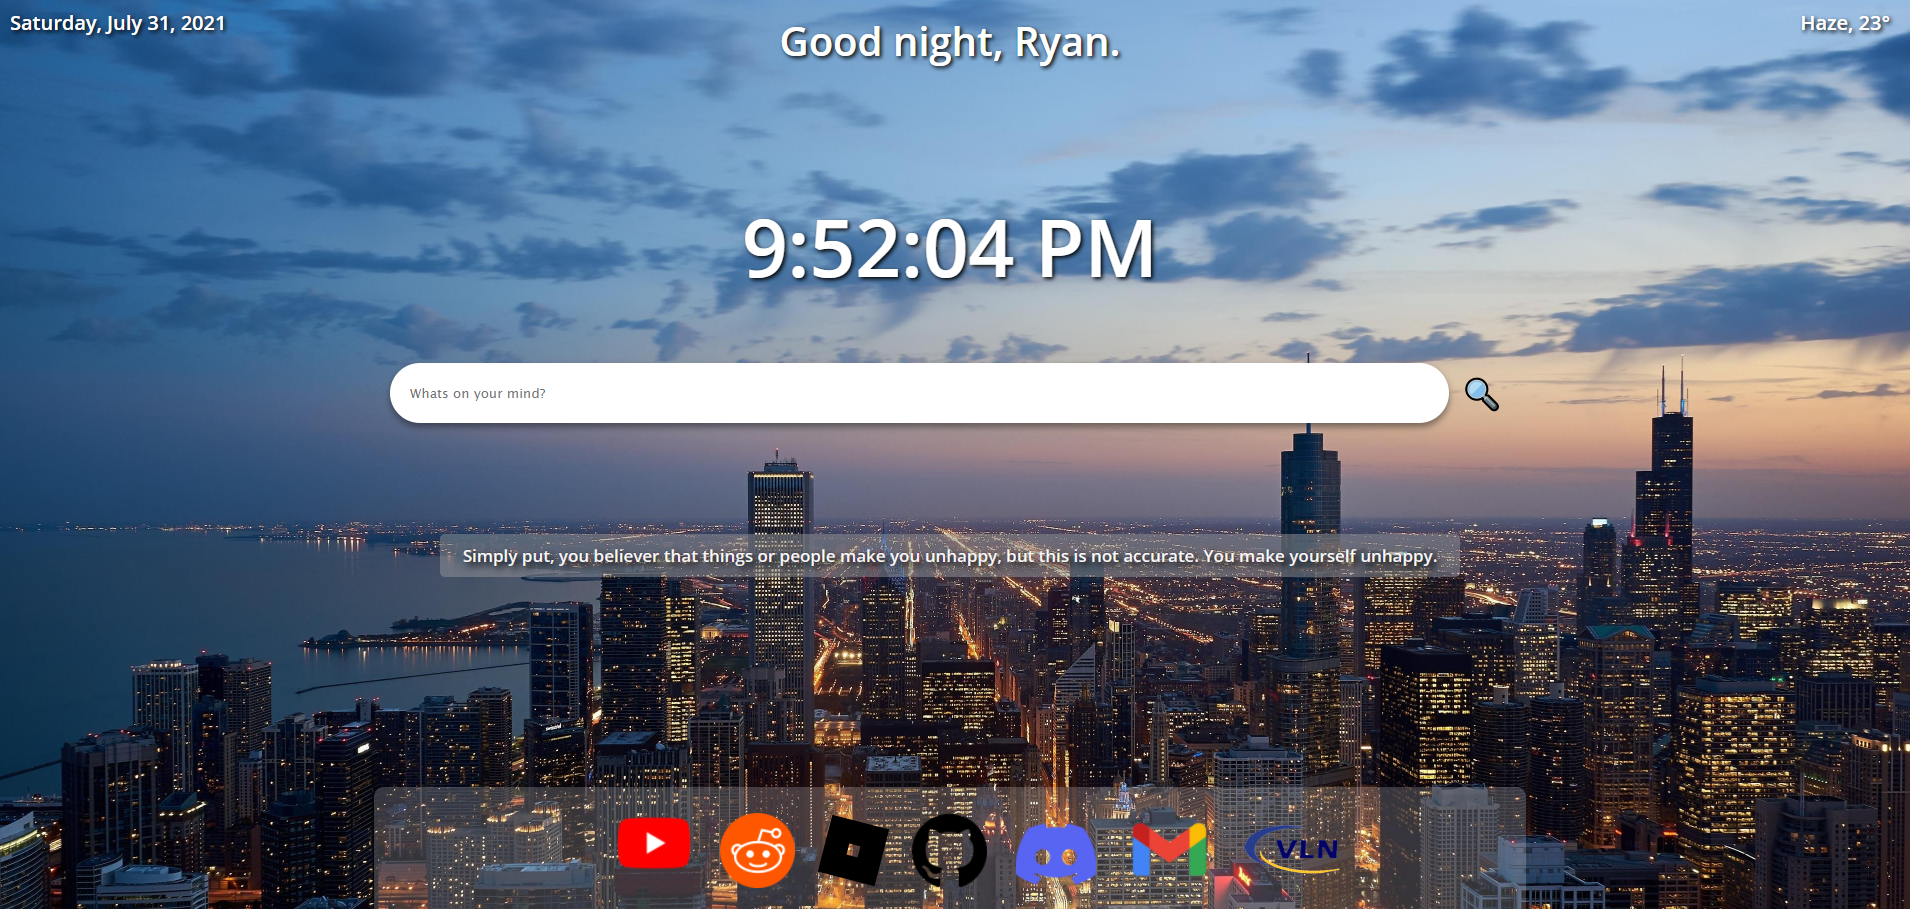 Saturday, July 31, 2021
Good night, Ryan.
Haze, 23°
9:52:04 PM
Whats on your mind?
Simply put, you believer that things or people make you unhappy, but this is not accurate. You make yourself unhappy.
VLN